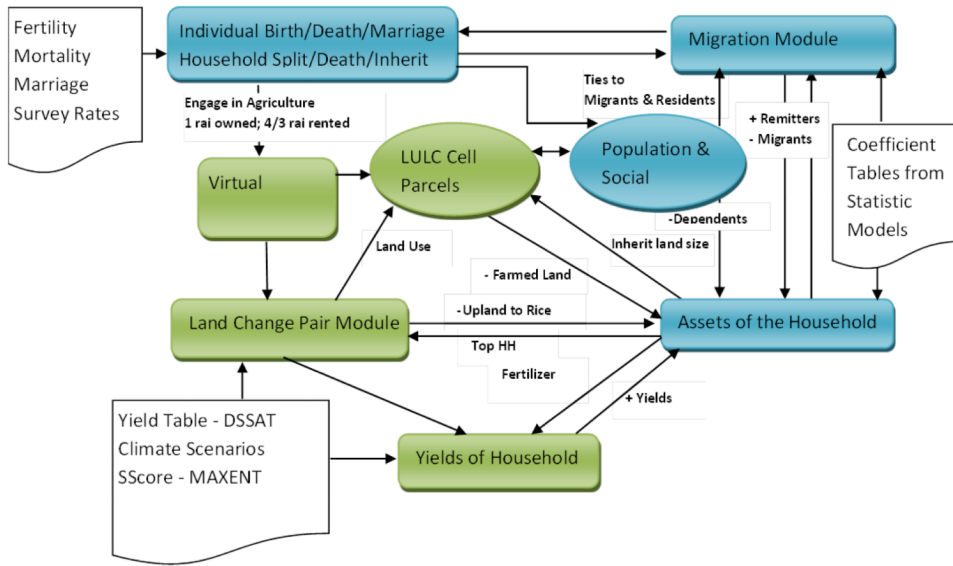 Fertility
Mortality
Marriage
Survey Rates
Individual Birth/Death/Marriage
Household Split/Death/Inherit
Migration Module
Engage in Agriculture
1 rai owned; 4/3 rai rented
Ties to
Migrants & Residents
+ Remitters
- Migrants
Virtual
LULC Cell
Parcels
Population &
Social
Coefficient
Tables from
Statistic
Models
Land Use
-Dependents
Inherit land size
- Farmed Land
-Upland to Rice
Land Change Pair Module
Assets of the Household
Top HH
Fertilizer
+ Yields
Yield Table - DSSAT
Climate Scenarios
SScore - MAXENT
Yields of Household